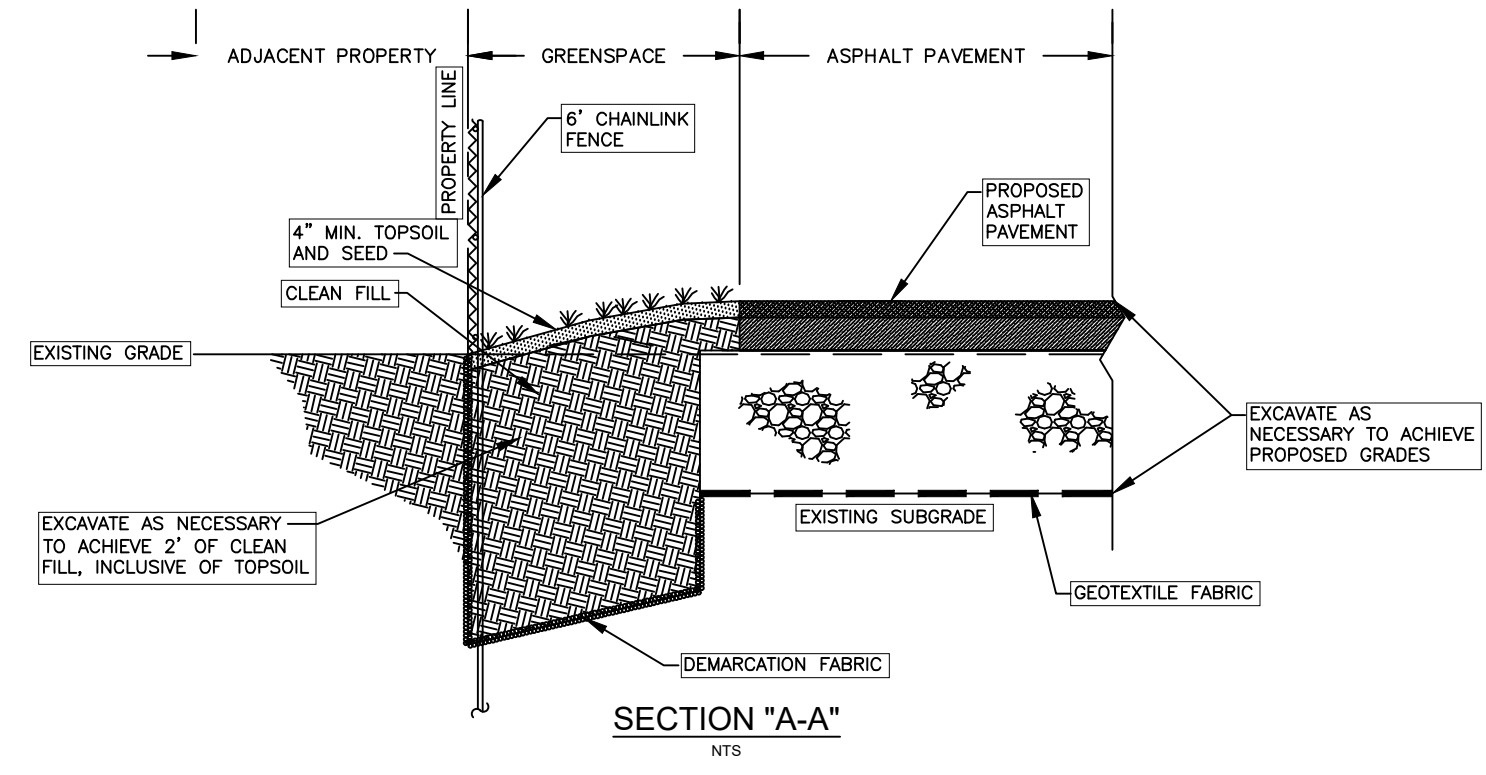 ADJACENT PROPERTY
GREENSPACE
ASPHALT PAVEMENT
PROPERTY LINE
6' CHAINLINK
FENCE
PROPOSED
ASPHALT
PAVEMENT
4" MIN. TOPSOIL
AND SEED
CLEAN FILL
EXISTING GRADE
EXCAVATE AS
NECESSARY TO ACHIEVE
PROPOSED GRADES
EXCAVATE AS NECESSARY
TO ACHIEVE 2' OF CLEAN
FILL, INCLUSIVE OF TOPSOIL
EXISTING SUBGRADE
GEOTEXTILE FABRIC
DEMARCATION FABRIC
SECTION "A-A"
NTS